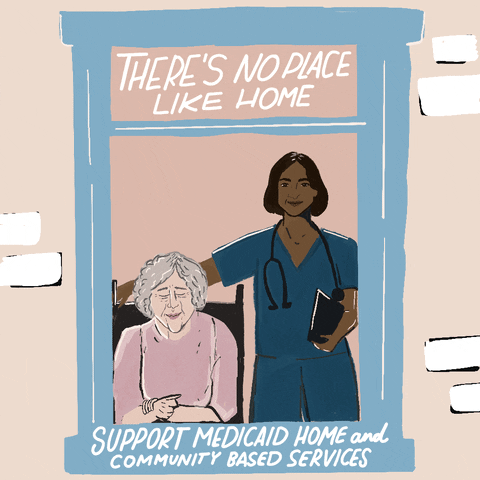 THERE'S NO PLACE
LIKE HOME
SUPPORT MEDICAID HOME and
COMMUNITY BASED SERVICES